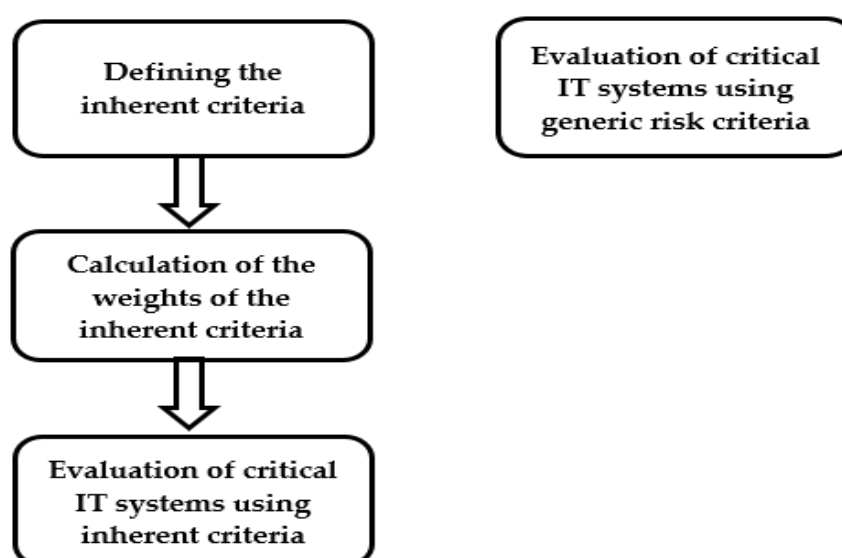 Defining the
inherent criteria
Evaluation of critical
IT systems using
generic risk criteria
Calculation of the
weights of the
inherent criteria
Evaluation of critical
IT systems using
inherent criteria